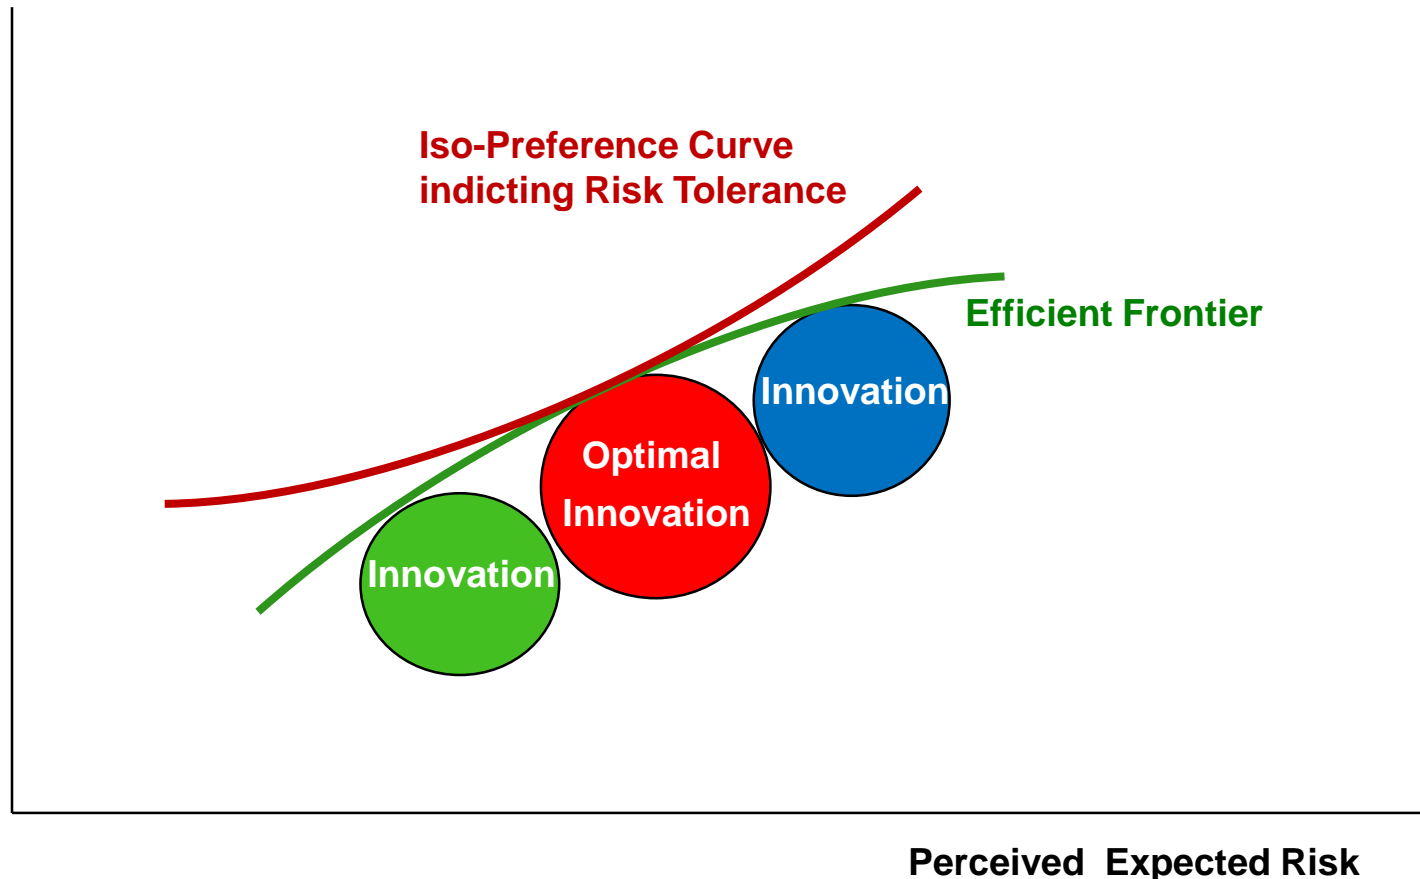 Iso-Preference Curve
indicting Risk Tolerance
Efficient Frontier
Innovation
Optimal
Innovation
Innovation
Perceived  Expected Risk